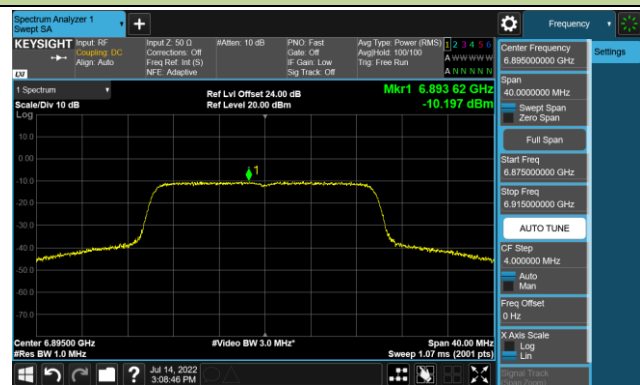 Spectrum Analyzer 1
Swept SA
Frequency
KEYSIGHT
Input: RF
Coupling: DC
Align: Auto
Input Z: 50 Ω
Corrections: Off
Freq Ref: Int (S)
NFE: Adaptive
#Atten: 10 dB
PNO: Fast
Gate: Off
IF Gain: Low
Sig Track: Off
Avg Type: Power (RMS)
Avg|Hold: 100/100
Trig: Free Run
1 2 3 4 5 6
A W W W W W
A N N N N N
LXI
1 Spectrum
Scale/Div 10 dB
Log
Ref Lvl Offset 24.00 dB
Ref Level 20.00 dBm
Mkr1 6.893 62 GHz
-10.197 dBm
10.0
0.00
-10.0
-20.0
-30.0
-40.0
-50.0
-60.0
-70.0
1
Center 6.89500 GHz
#Res BW 1.0 MHz
#Video BW 3.0 MHz*
Span 40.00 MHz
Sweep 1.07 ms (2001 pts)
Center Frequency
6.895000000 GHz
Settings
Span
40.0000000 MHz
Swept Span
Zero Span
Full Span
Start Freq
6.875000000 GHz
Stop Freq
6.915000000 GHz
AUTO TUNE
CF Step
4.000000 MHz
Auto
Man
Freq Offset
0 Hz
X Axis Scale
Log
Lin
Signal Track
(Span Zoom)
Jul 14, 2022
3:08:46 PM